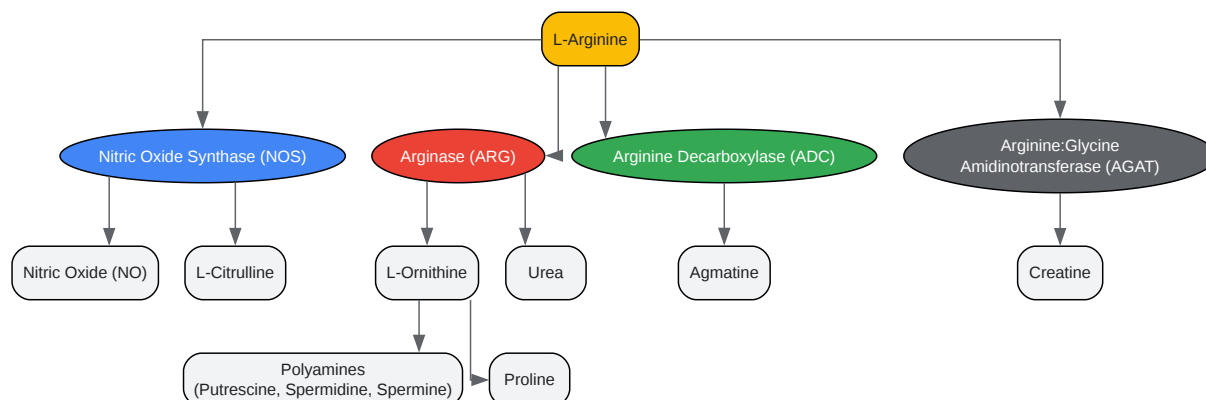 L-Arginine
Nitric Oxide Synthase (NOS)
Arginase (ARG)
Arginine Decarboxylase (ADC)
Arginine:Glycine
Amidinotransferase (AGAT)
Nitric Oxide (NO)
L-Citrulline
L-Ornithine
Urea
Agmatine
Creatine
Polyamines
(Putrescine, Spermidine, Spermine)
Proline